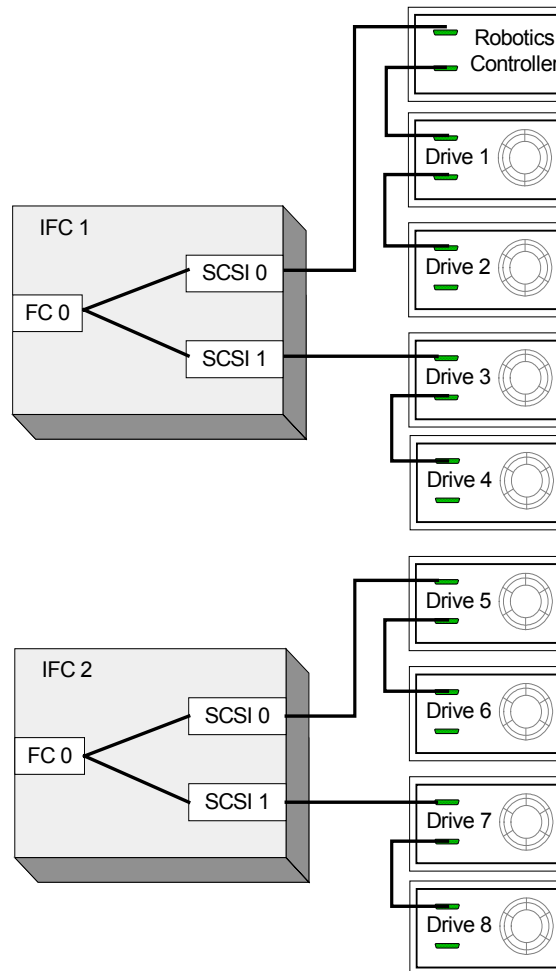 Robotics
Controller
Drive 1
IFC 1
Drive 2
SCSI 0
FC 0
SCSI 1
Drive 3
Drive 4
Drive 5
IFC 2
Drive 6
SCSI 0
FC 0
SCSI 1
Drive 7
Drive 8